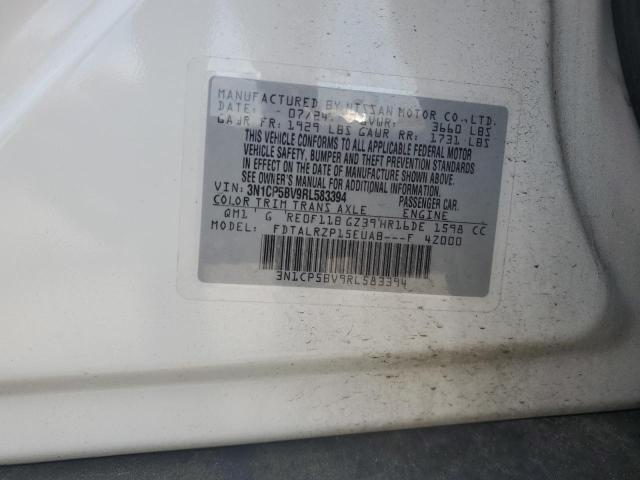 MANUFACTURED BY NISSAN MOTOR CO., LTD.
DATE: 07/24 GVWR: 3660 LBS
GAWR FR: 1929 LBS GAWR RR: 1731 LBS
THIS VEHICLE CONFORMS TO ALL APPLICABLE FEDERAL MOTOR
VEHICLE SAFETY, BUMPER AND THEFT PREVENTION STANDARDS
IN EFFECT ON THE DATE OF MANUFACTURE SHOWN ABOVE.
SEE OWNER'S MANUAL FOR ADDITIONAL INFORMATION.
VIN: 3N1CP5BV9RL583394 PASSENGER CAR
COLOR TRIM TRANS AXLE ENGINE
QM1 G RE0F11B GZ39 HR16DE 1598 CC
MODEL: FDTALRZP15EUAB---F 4Z000
3N1CP5BV9RL583394